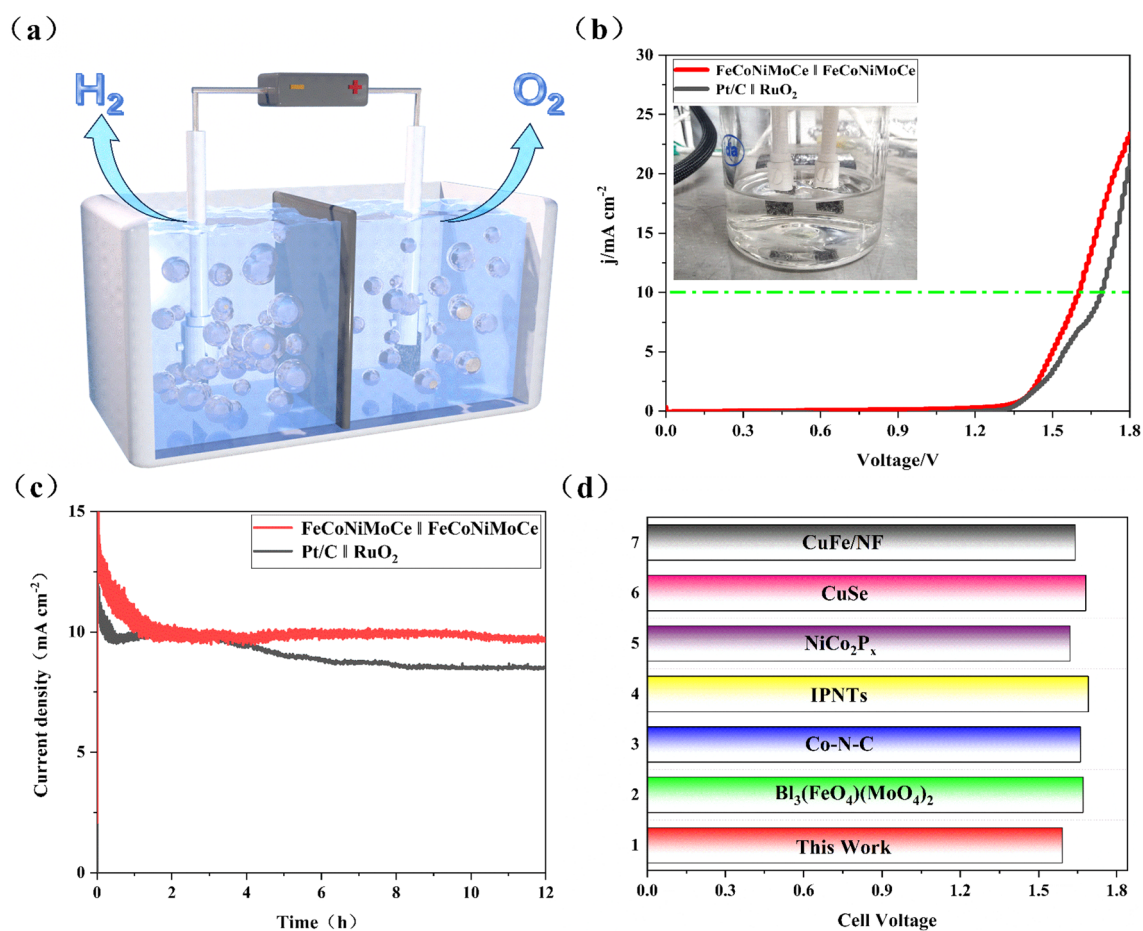 (a)
H₂
O₂
-
+
(b)
30
25
20
15
10
5
0
j/mA cm⁻²
FeCoNiMoCe ‖ FeCoNiMoCe
Pt/C ‖ RuO₂
0.0 0.3 0.6 0.9 1.2 1.5 1.8
Voltage/V
(c)
15
10
5
0
Current density (mA cm⁻²)
FeCoNiMoCe ‖ FeCoNiMoCe
Pt/C ‖ RuO₂
0 2 4 6 8 10 12
Time (h)
(d)
7 CuFe/NF
6 CuSe
5 NiCo₂Pₓ
4 IPNTs
3 Co-N-C
2 Bl₃(FeO₄)(MoO₄)₂
1 This Work
0.0 0.3 0.6 0.9 1.2 1.5 1.8
Cell Voltage